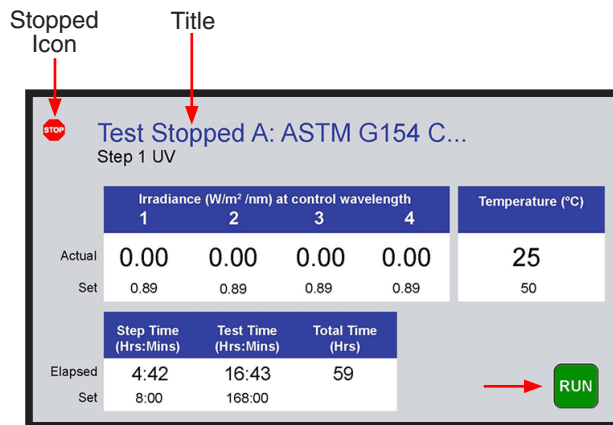 Stopped Icon
Title
STOP
Test Stopped A: ASTM G154 C...
Step 1 UV
Irradiance (W/m² /nm) at control wavelength
Temperature (ºC)
1 2 3 4
Actual 0.00 0.00 0.00 0.00 25
Set 0.89 0.89 0.89 0.89 50
Step Time (Hrs:Mins) Test Time (Hrs:Mins) Total Time (Hrs)
Elapsed 4:42 16:43 59
Set 8:00 168:00
RUN